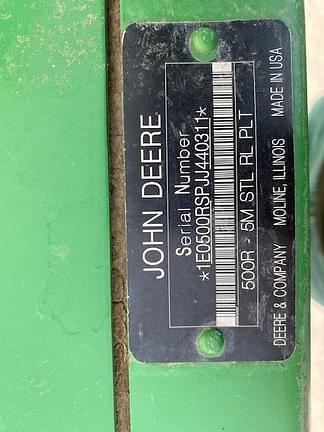 JOHN DEERE
Serial Number
*1E0500RSPJJ440311*
500R - 5M STL RL PLT
DEERE & COMPANY MOLINE, ILLINOIS MADE IN USA